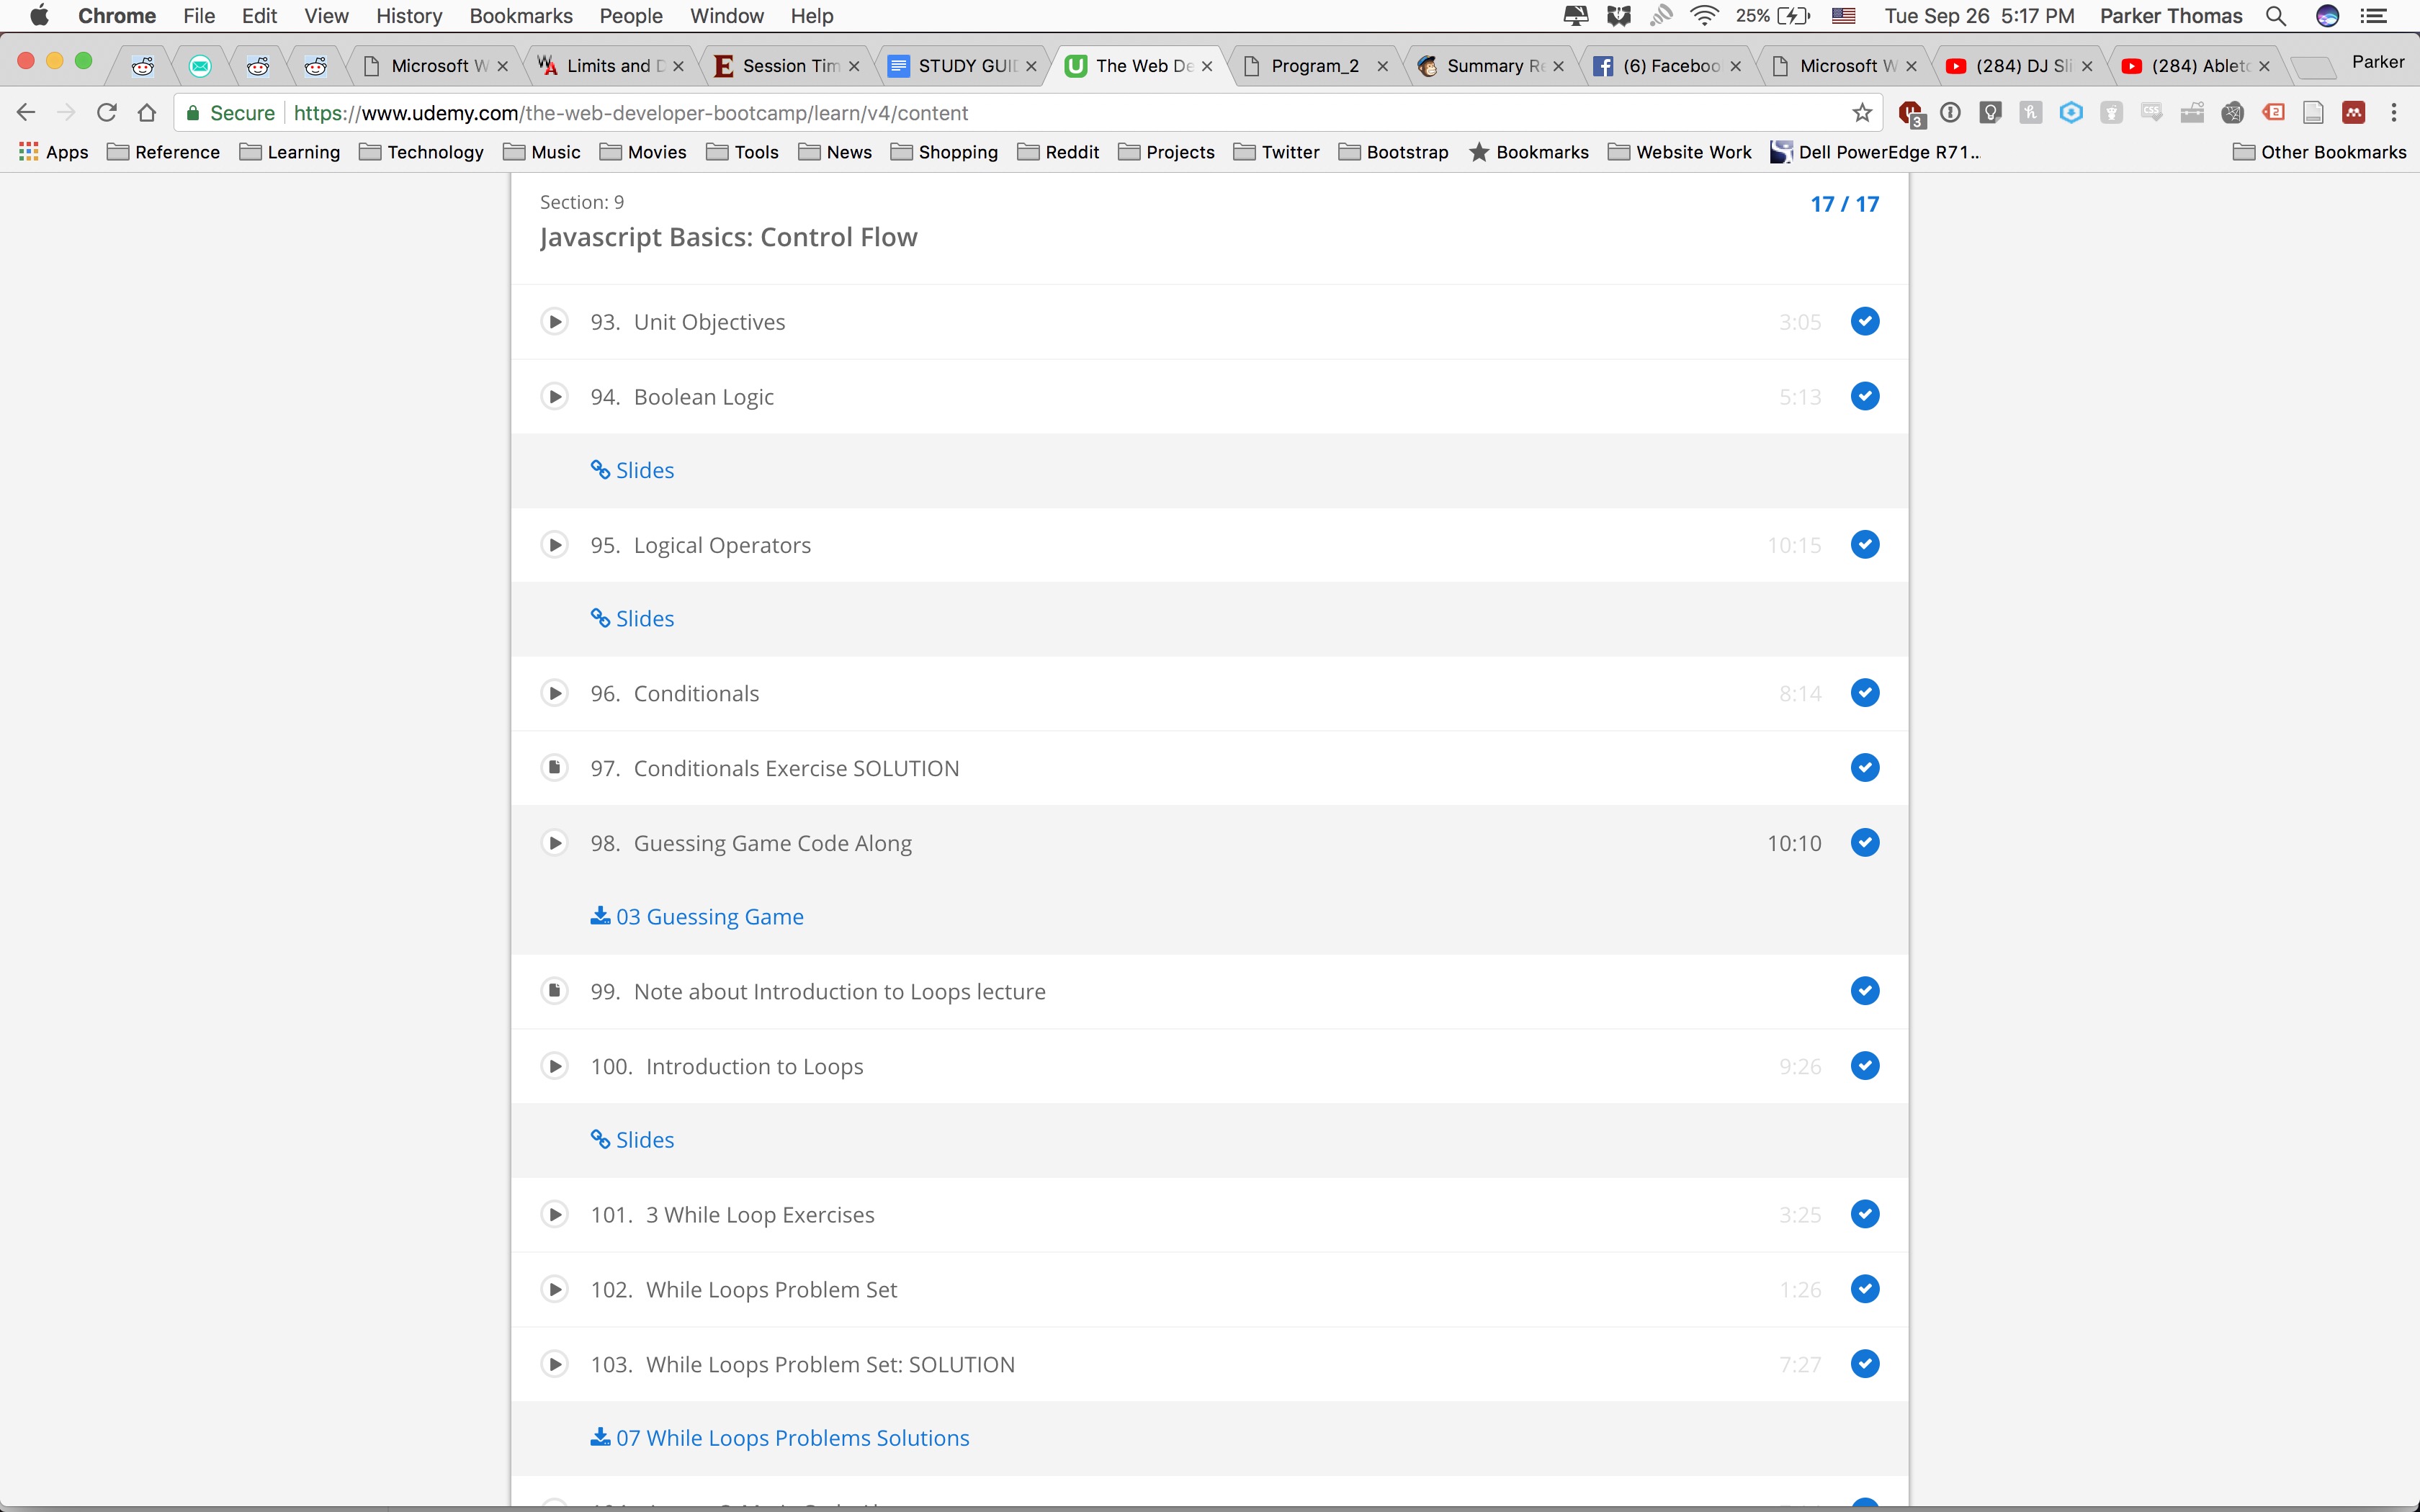 Chrome File Edit View History Bookmarks People Window Help 25% Tue Sep 26 5:17 PM Parker Thomas
Microsoft W Limits and D Session Tim STUDY GUI The Web De Program_2 Summary Re (6) Faceboo Microsoft W (284) DJ Sli (284) Ableto Parker
Secure https://www.udemy.com/the-web-developer-bootcamp/learn/v4/content 3 CSS 2
Apps Reference Learning Technology Music Movies Tools News Shopping Reddit Projects Twitter Bootstrap Bookmarks Website Work Dell PowerEdge R71... Other Bookmarks
Section: 9 17 / 17
Javascript Basics: Control Flow
93. Unit Objectives 3:05
94. Boolean Logic 5:13
Slides
95. Logical Operators 10:15
Slides
96. Conditionals 8:14
97. Conditionals Exercise SOLUTION
98. Guessing Game Code Along 10:10
03 Guessing Game
99. Note about Introduction to Loops lecture
100. Introduction to Loops 9:26
Slides
101. 3 While Loop Exercises 3:25
102. While Loops Problem Set 1:26
103. While Loops Problem Set: SOLUTION 7:27
07 While Loops Problems Solutions